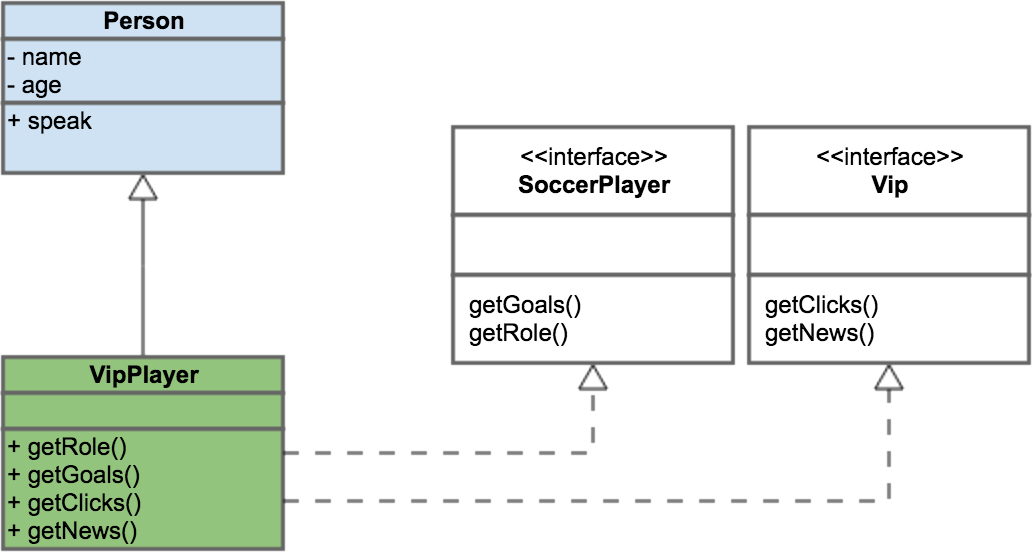 Person
- name
- age
+ speak
<<interface>>
SoccerPlayer
getGoals()
getRole()
<<interface>>
Vip
getClicks()
getNews()
VipPlayer
+ getRole()
+ getGoals()
+ getClicks()
+ getNews()